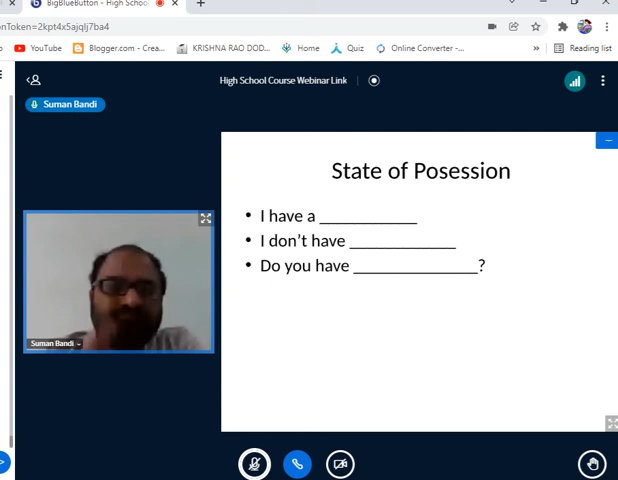 BigBlueButton - High School
onToken=2kpt4x5ajqlj7ba4
YouTube
Blogger.com - Crea...
KRISHNA RAO DOD...
Home
Quiz
Online Converter -...
»
Reading list
High School Course Webinar Link
Suman Bandi
State of Posession
• I have a ___________
• I don't have ____________
• Do you have ______________?
Suman Bandi